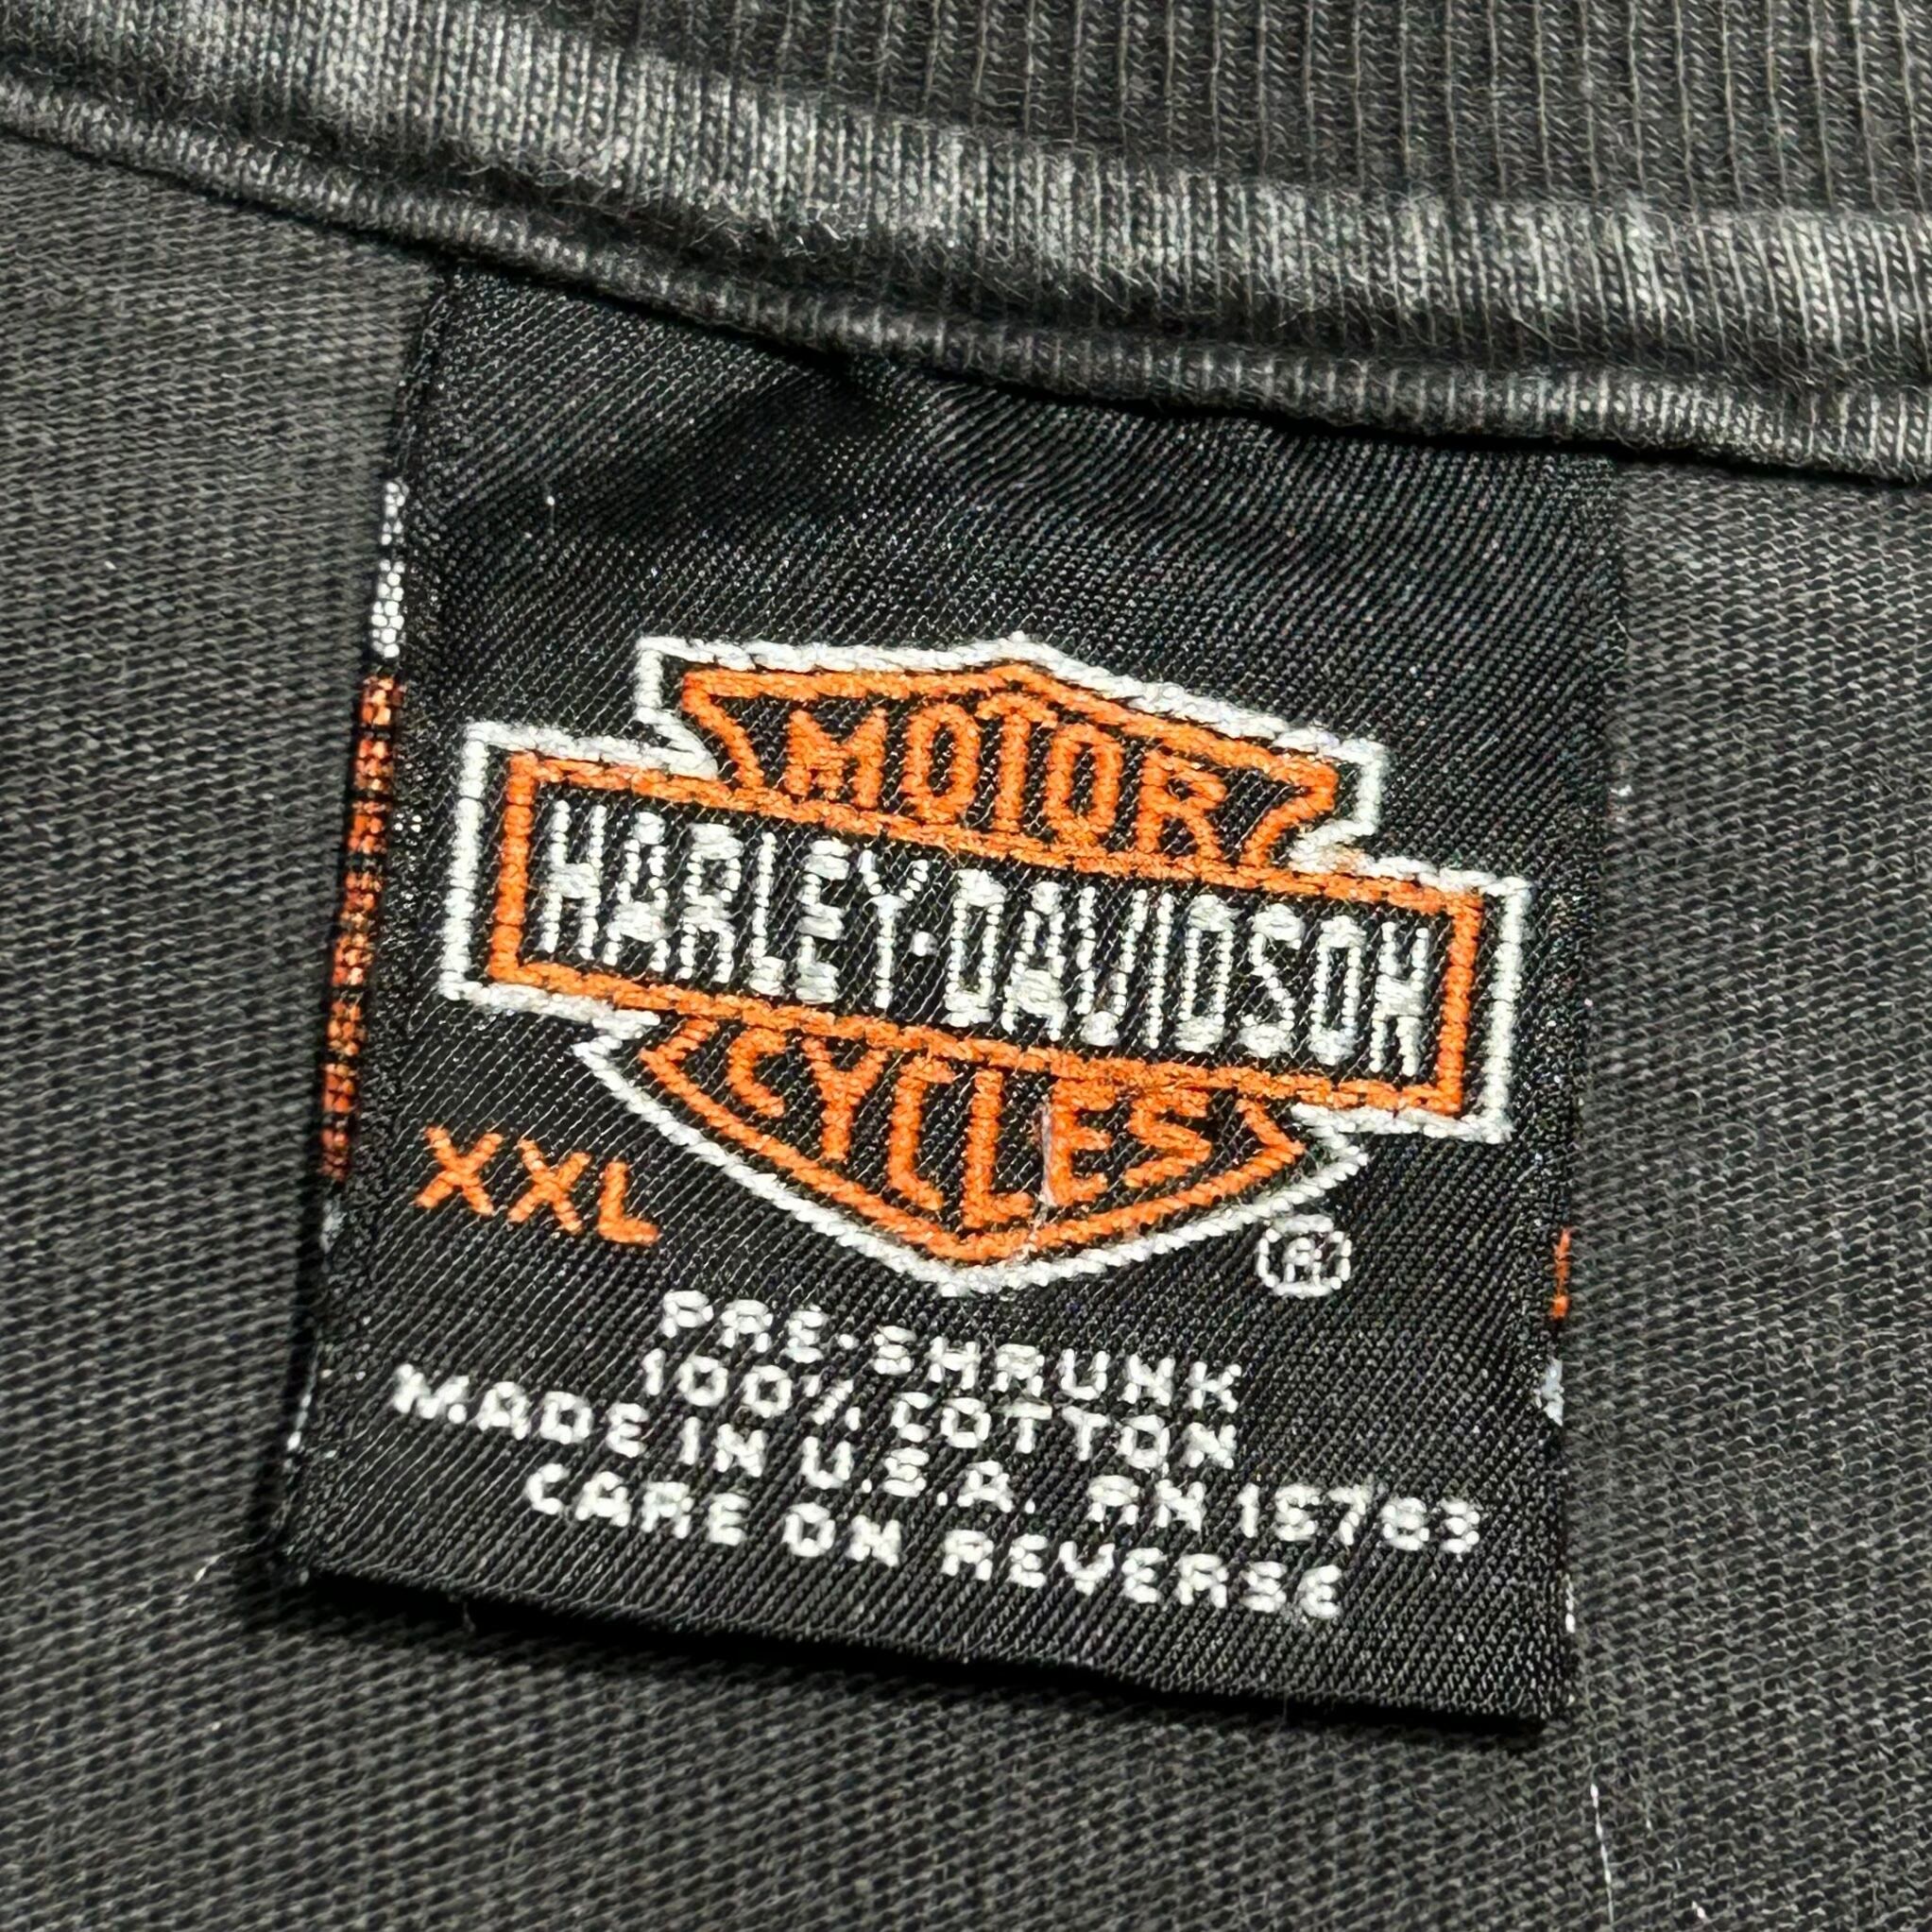 MOTOR
HARLEY-DAVIDSON
CYCLES
XXL
®
PRE-SHRUNK
100% COTTON
MADE IN U.S.A. RN 15763
CARE ON REVERSE